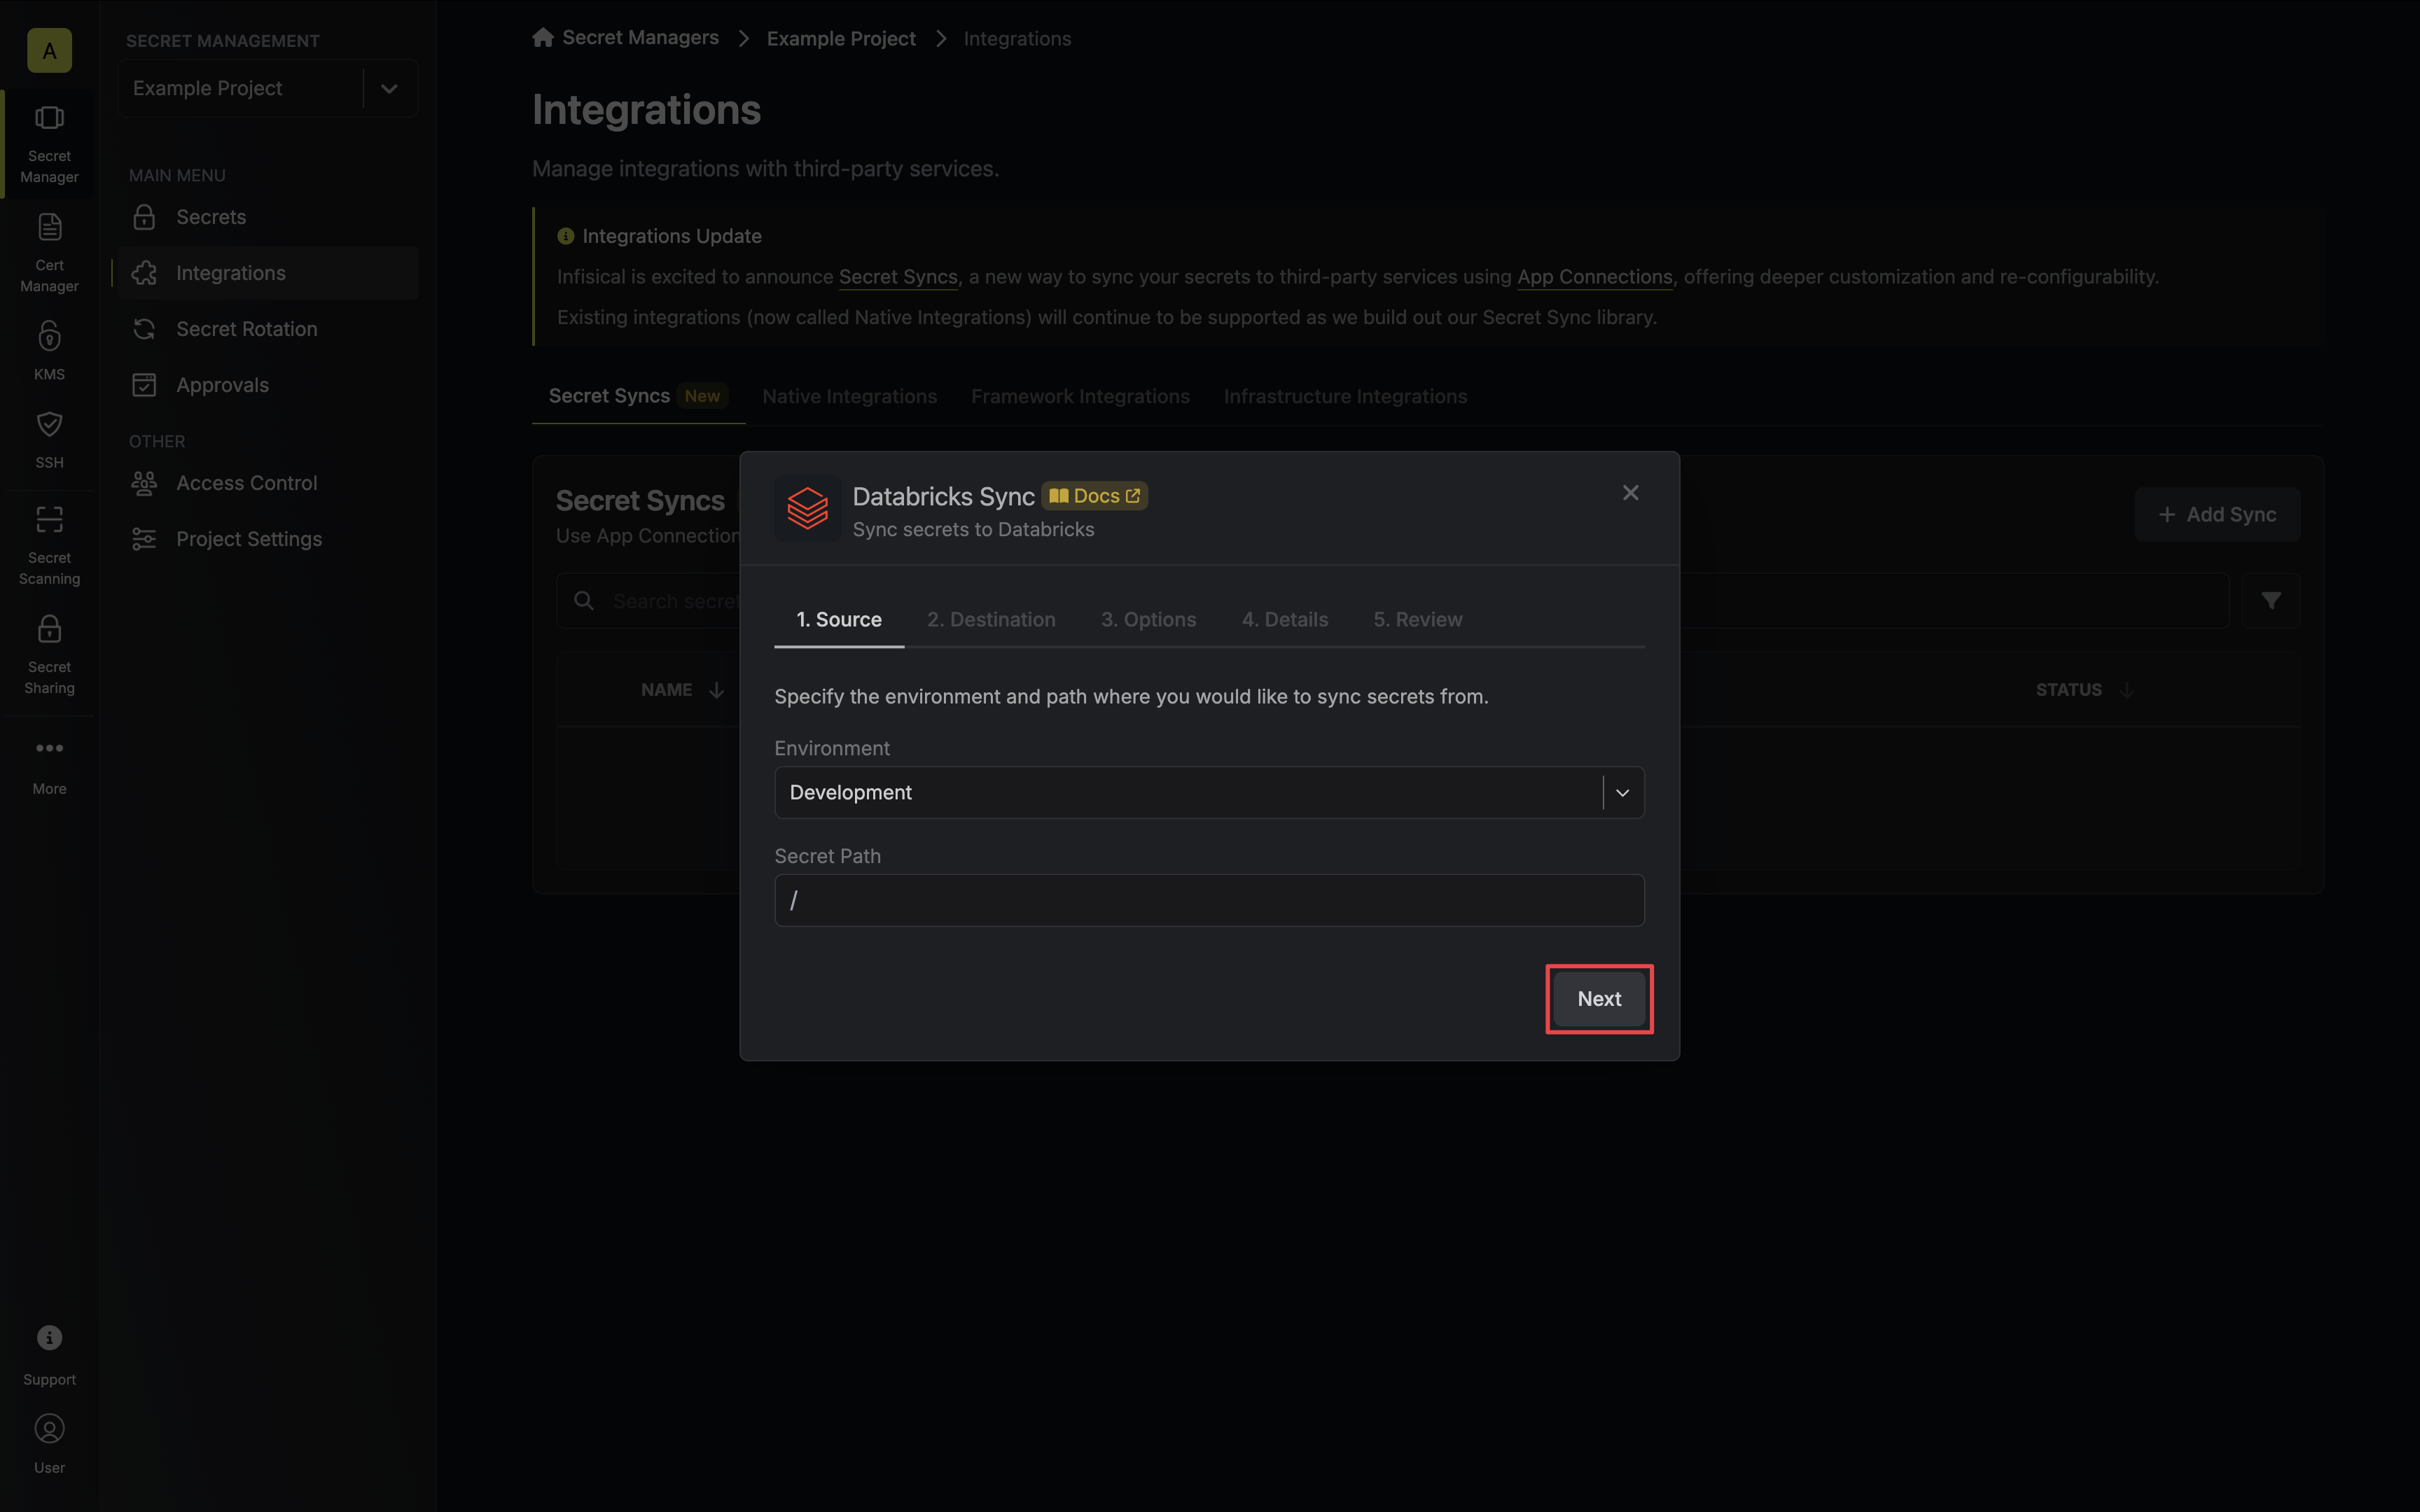 A
Secret
Manager
Cert
Manager
KMS
SSH
Secret
Scanning
Secret
Sharing
More
Support
User
SECRET MANAGEMENT
Example Project
MAIN MENU
Secrets
Integrations
Secret Rotation
Approvals
OTHER
Access Control
Project Settings
Secret Managers > Example Project > Integrations
Integrations
Manage integrations with third-party services.
Integrations Update
Infisical is excited to announce Secret Syncs, a new way to sync your secrets to third-party services using App Connections, offering deeper customization and re-configurability.
Existing integrations (now called Native Integrations) will continue to be supported as we build out our Secret Sync library.
Secret Syncs New Native Integrations Framework Integrations Infrastructure Integrations
Secret Syncs
Use App Connection
+ Add Sync
Search secre
NAME
STATUS
Databricks Sync Docs
Sync secrets to Databricks
1. Source 2. Destination 3. Options 4. Details 5. Review
Specify the environment and path where you would like to sync secrets from.
Environment
Development
Secret Path
/
Next